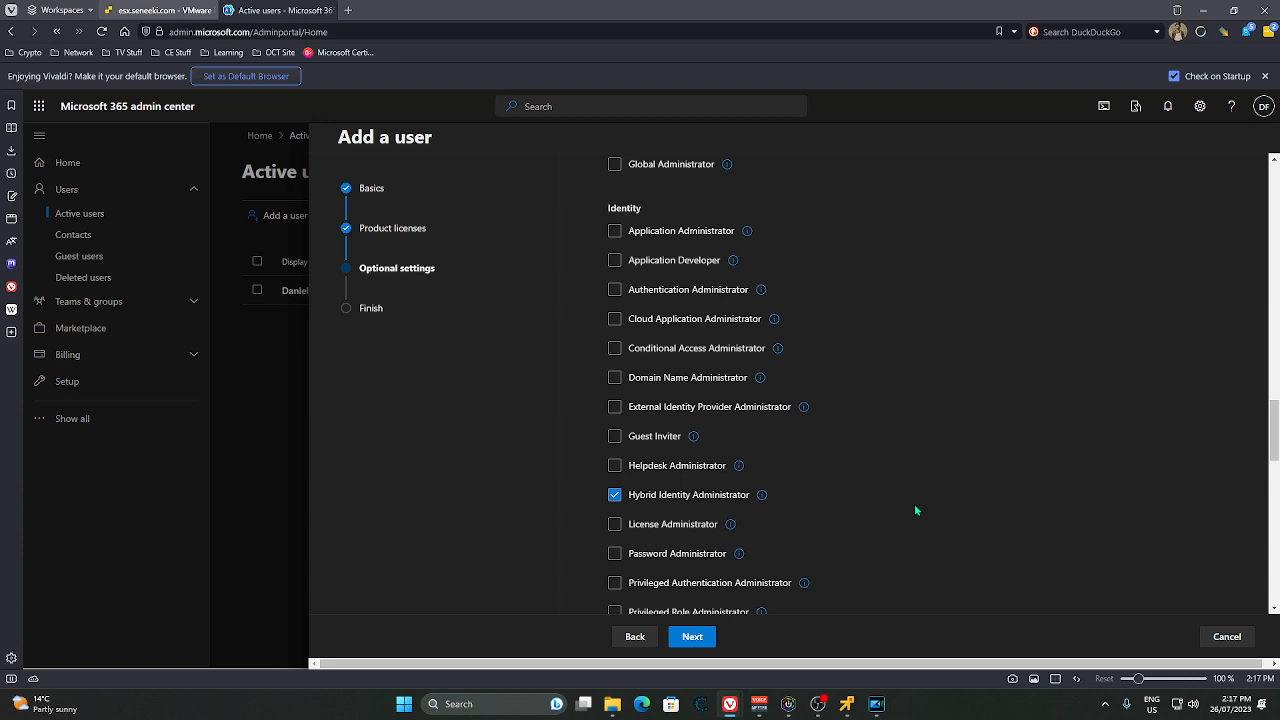 Workspaces
esx.seneeki.com - VMware
Active users - Microsoft 365
admin.microsoft.com/Adminportal/Home
Search DuckDuckGo
Crypto
Network
TV Stuff
CE Stuff
Learning
OCT Site
Microsoft Certi...
Enjoying Vivaldi? Make it your default browser.
Set as Default Browser
Check on Startup
Microsoft 365 admin center
Search
DF
Home
Users
Active users
Contacts
Guest users
Deleted users
Teams & groups
Marketplace
Billing
Setup
Show all
Home
Active u
Add a user
Display
Daniel
Add a user
Basics
Product licenses
Optional settings
Finish
Global Administrator
Identity
Application Administrator
Application Developer
Authentication Administrator
Cloud Application Administrator
Conditional Access Administrator
Domain Name Administrator
External Identity Provider Administrator
Guest Inviter
Helpdesk Administrator
Hybrid Identity Administrator
License Administrator
Password Administrator
Privileged Authentication Administrator
Privileged Role Administrator
Back
Next
Cancel
Reset
100 %
2:17 PM
14°C
Partly sunny
Search
ENG
US
2:17 PM
26/07/2023